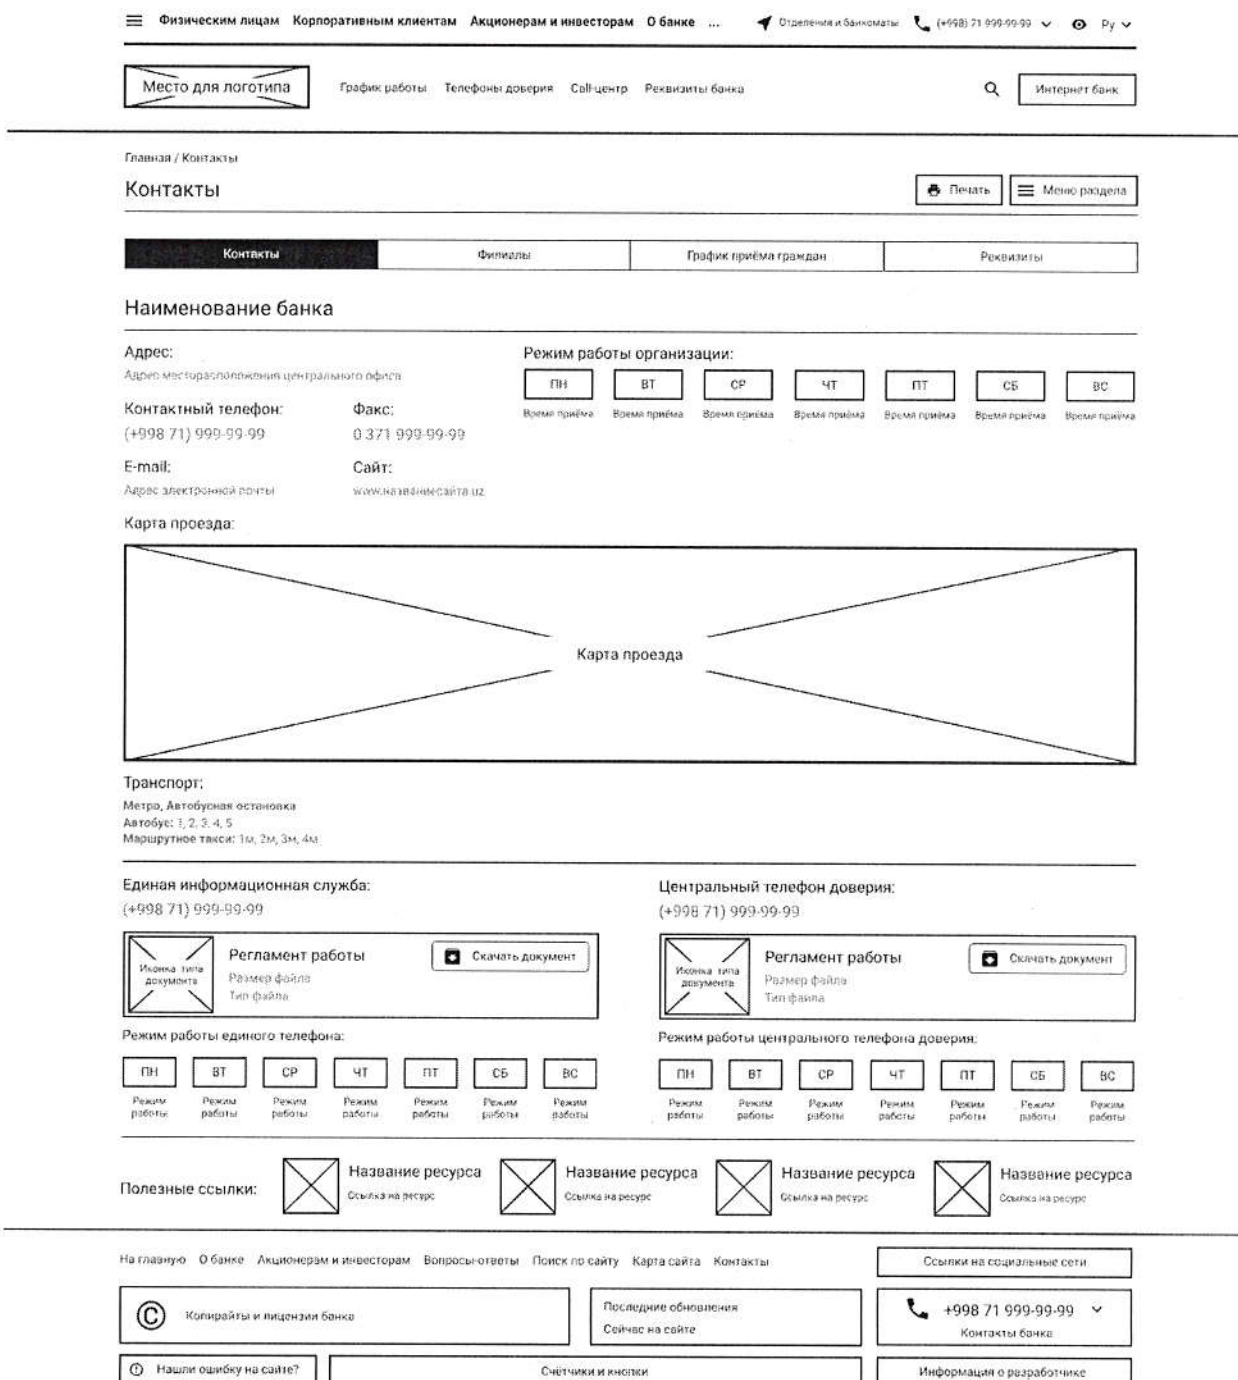 Физическим лицам Корпоративным клиентам Акционерам и инвесторам О банке ... Отделения и банкоматы (+998) 71 999-99-99 Ру
Место для логотипа График работы Телефоны доверия Call-центр Реквизиты банка Интернет банк
Главная / Контакты
Контакты Печать Меню раздела
Контакты Филиалы График приёма граждан Реквизиты
Наименование банка
Адрес: Режим работы организации:
Адрес месторасположения центрального офиса ПН ВТ СР ЧТ ПТ СБ ВС
Контактный телефон: Факс: Время приёма Время приёма Время приёма Время приёма Время приёма Время приёма Время приёма
(+998 71) 999-99-99 0 371 999-99-99
E-mail: Сайт:
Адрес электронной почты www.названиесайта.uz
Карта проезда:
Карта проезда
Транспорт:
Метро, Автобусная остановка
Автобус: 1, 2, 3, 4, 5
Маршрутное такси: 1м, 2м, 3м, 4м
Единая информационная служба: Центральный телефон доверия:
(+998 71) 999-99-99 (+998 71) 999-99-99
Иконка типа документа Регламент работы Скачать документ Иконка типа документа Регламент работы Скачать документ
Размер файла Размер файла
Тип файла Тип файла
Режим работы единого телефона: Режим работы центрального телефона доверия:
ПН ВТ СР ЧТ ПТ СБ ВС ПН ВТ СР ЧТ ПТ СБ ВС
Режим Режим Режим Режим Режим Режим Режим Режим Режим Режим Режим Режим Режим Режим
работы работы работы работы работы работы работы работы работы работы работы работы работы работы
Полезные ссылки: Название ресурса Название ресурса Название ресурса Название ресурса
Ссылка на ресурс Ссылка на ресурс Ссылка на ресурс Ссылка на ресурс
На главную О банке Акционерам и инвесторам Вопросы-ответы Поиск по сайту Карта сайта Контакты Ссылки на социальные сети
© Копирайты и лицензии банка Последние обновления +998 71 999-99-99
Сейчас на сайте Контакты банка
Нашли ошибку на сайте? Счётчики и кнопки Информация о разработчике